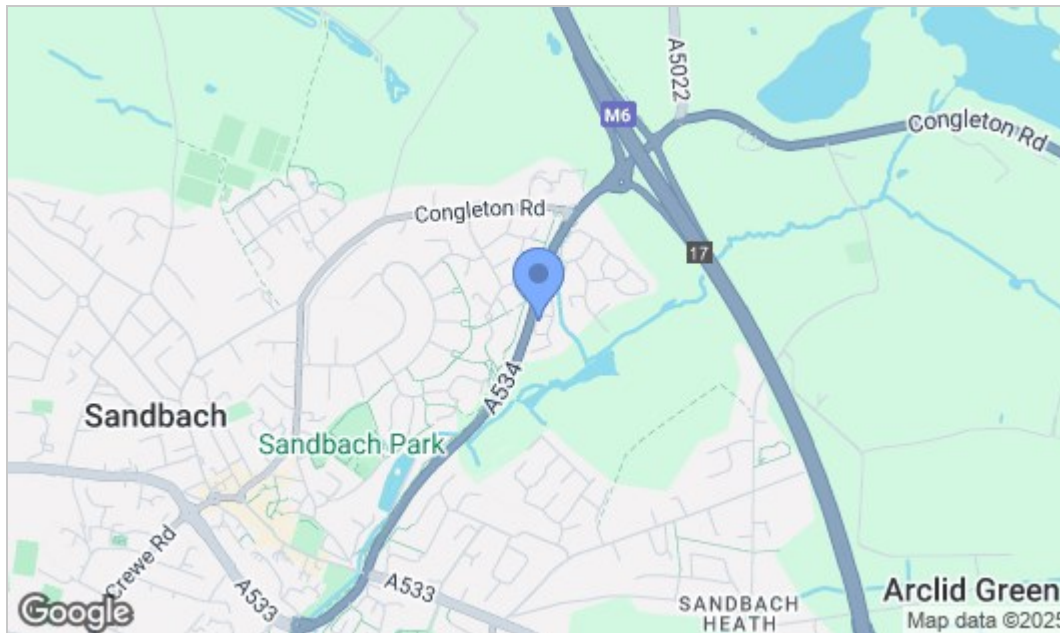 A5022
M6
Congleton Rd
Congleton Rd
17
A534
Sandbach
Sandbach Park
Crewe Rd
A533
A533
SANDBACH
HEATH
Arclid Green
Google
Map data ©2025